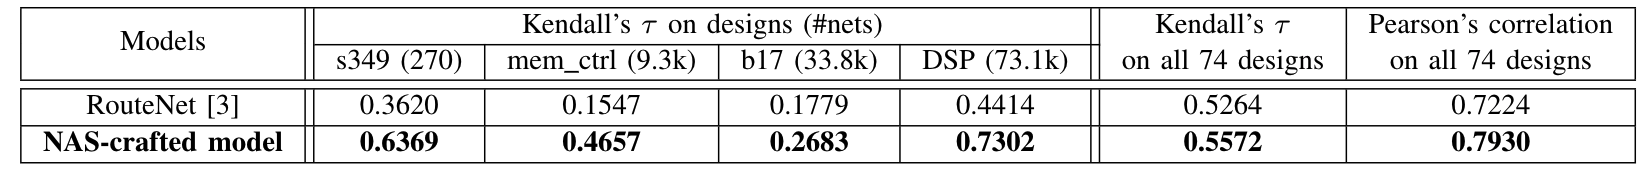 Models Kendall's τ on designs (#nets) Kendall's τ on all 74 designs Pearson's correlation on all 74 designs
s349 (270) mem_ctrl (9.3k) b17 (33.8k) DSP (73.1k)
RouteNet [3] 0.3620 0.1547 0.1779 0.4414 0.5264 0.7224
NAS-crafted model 0.6369 0.4657 0.2683 0.7302 0.5572 0.7930